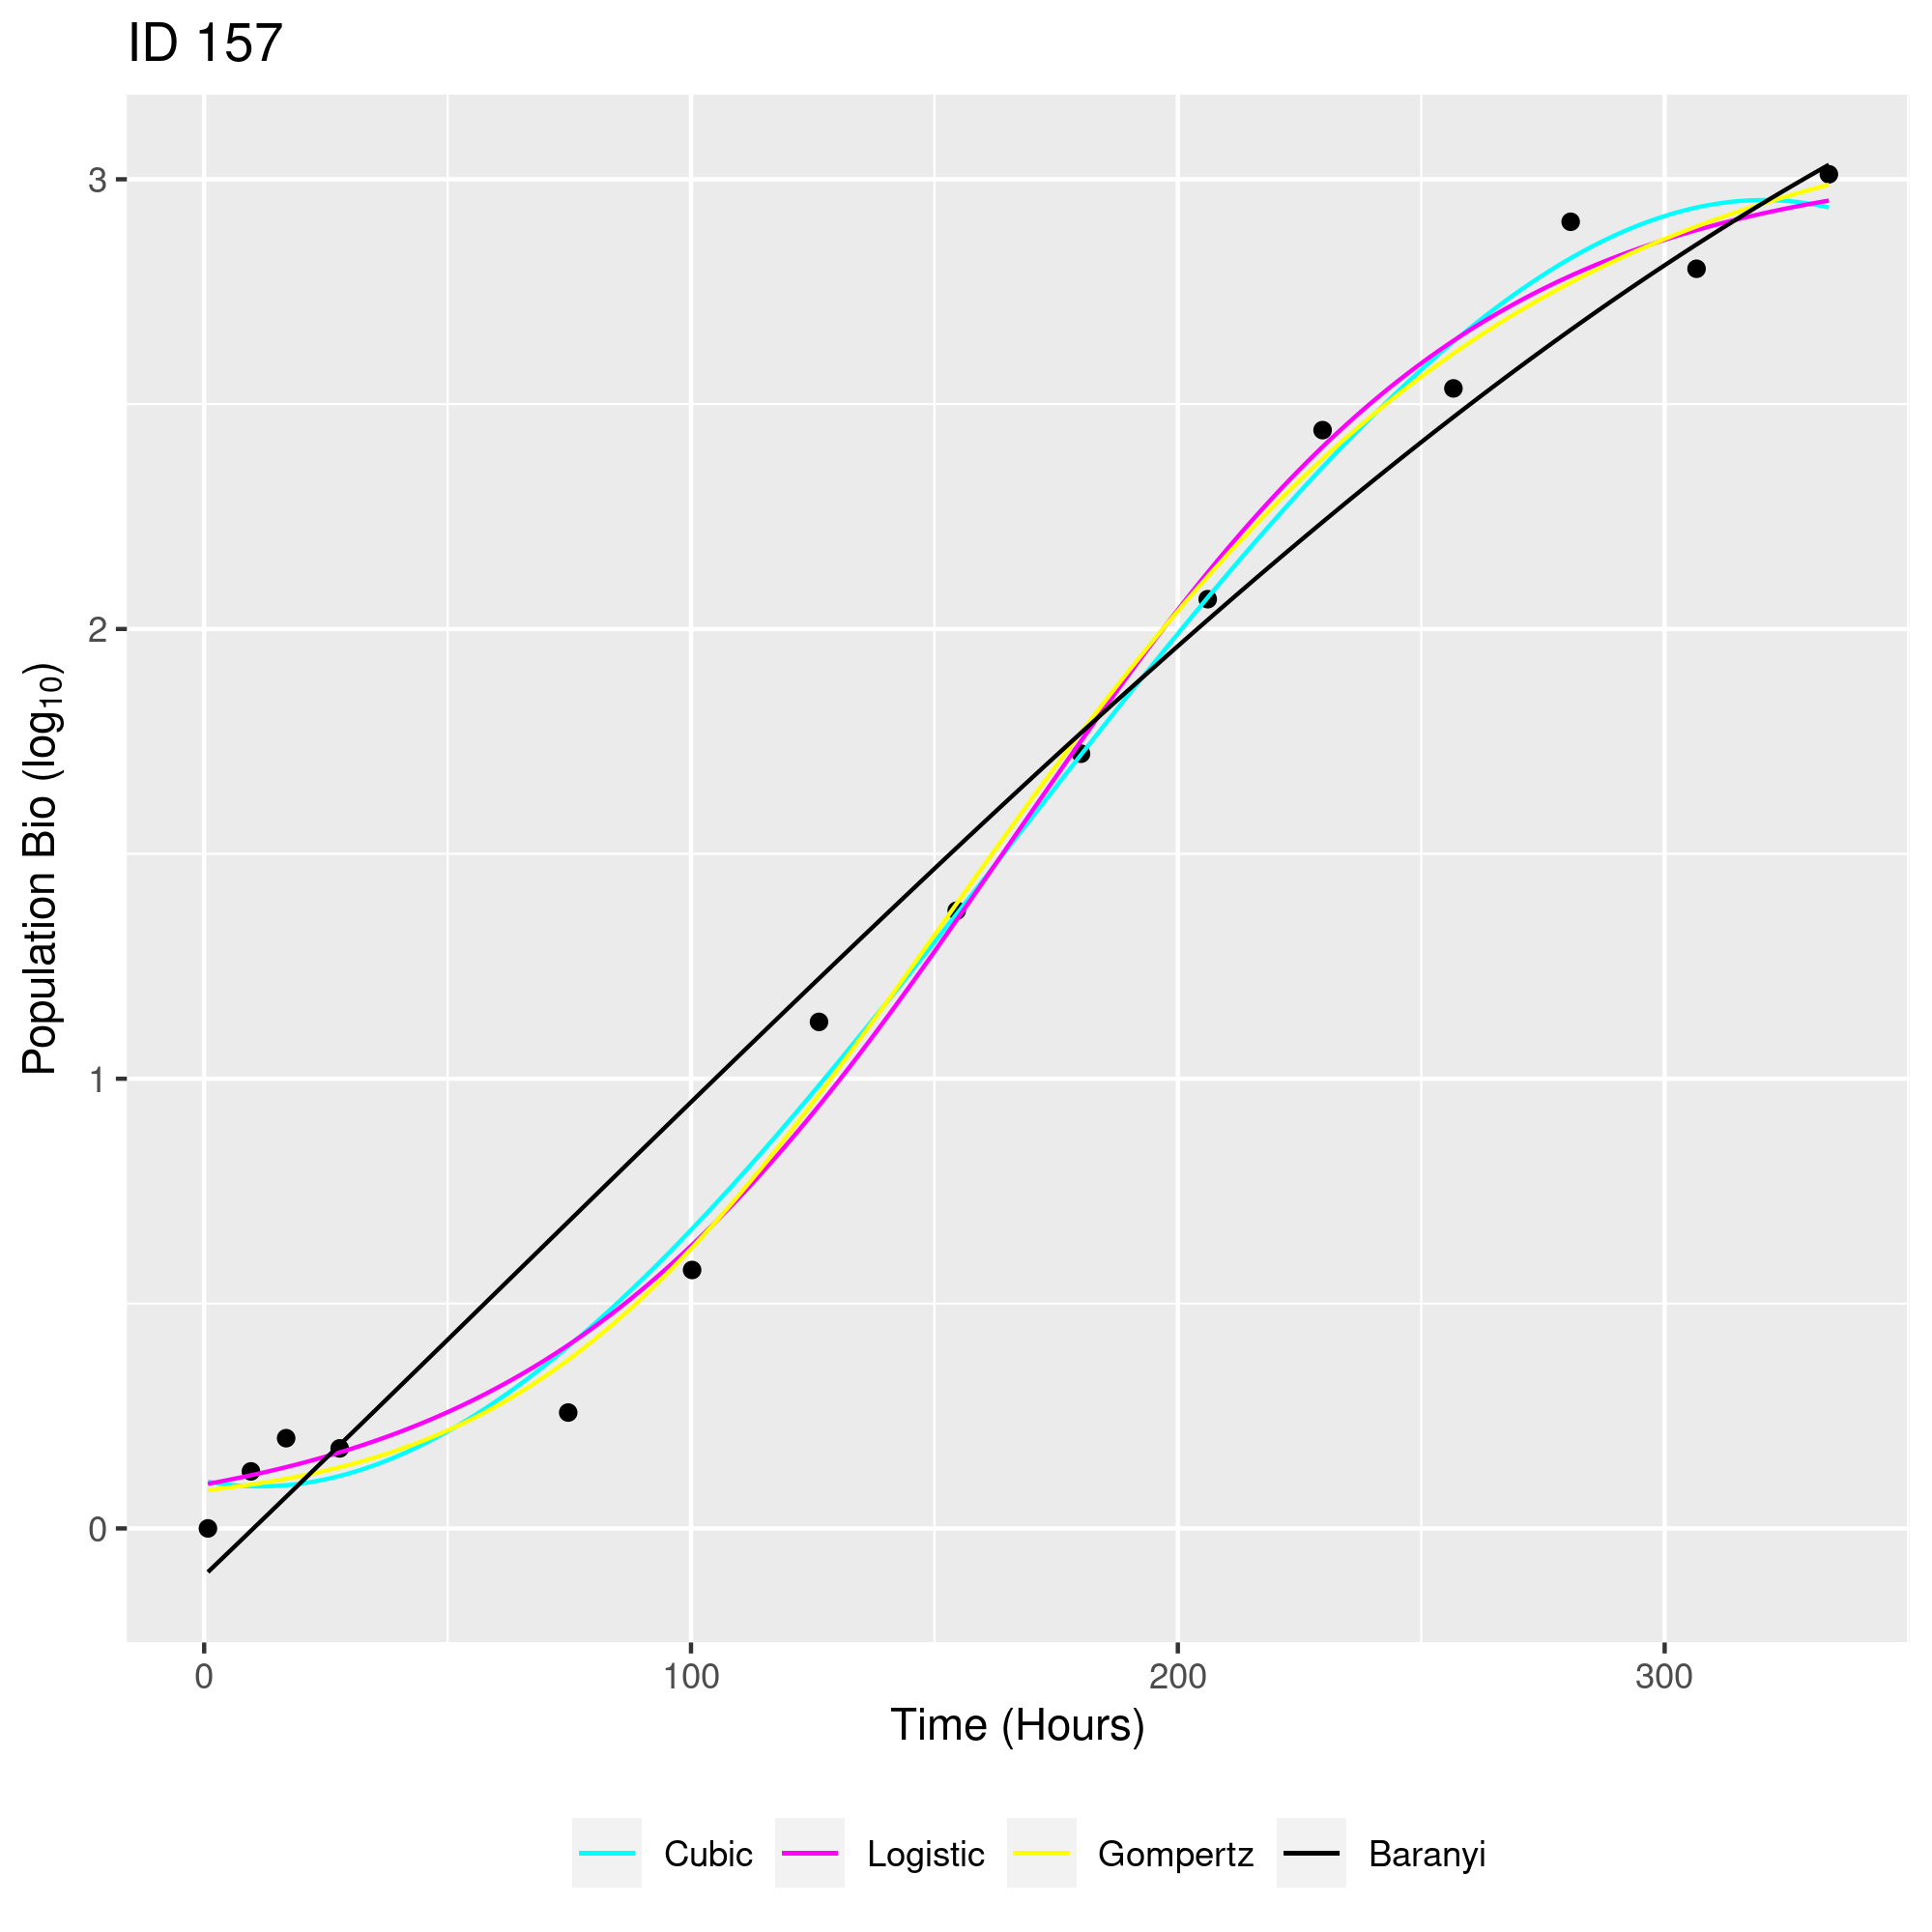 ID 157
3
2
1
0
Population Bio (log₁₀)
0 100 200 300
Time (Hours)
Cubic Logistic Gompertz Baranyi